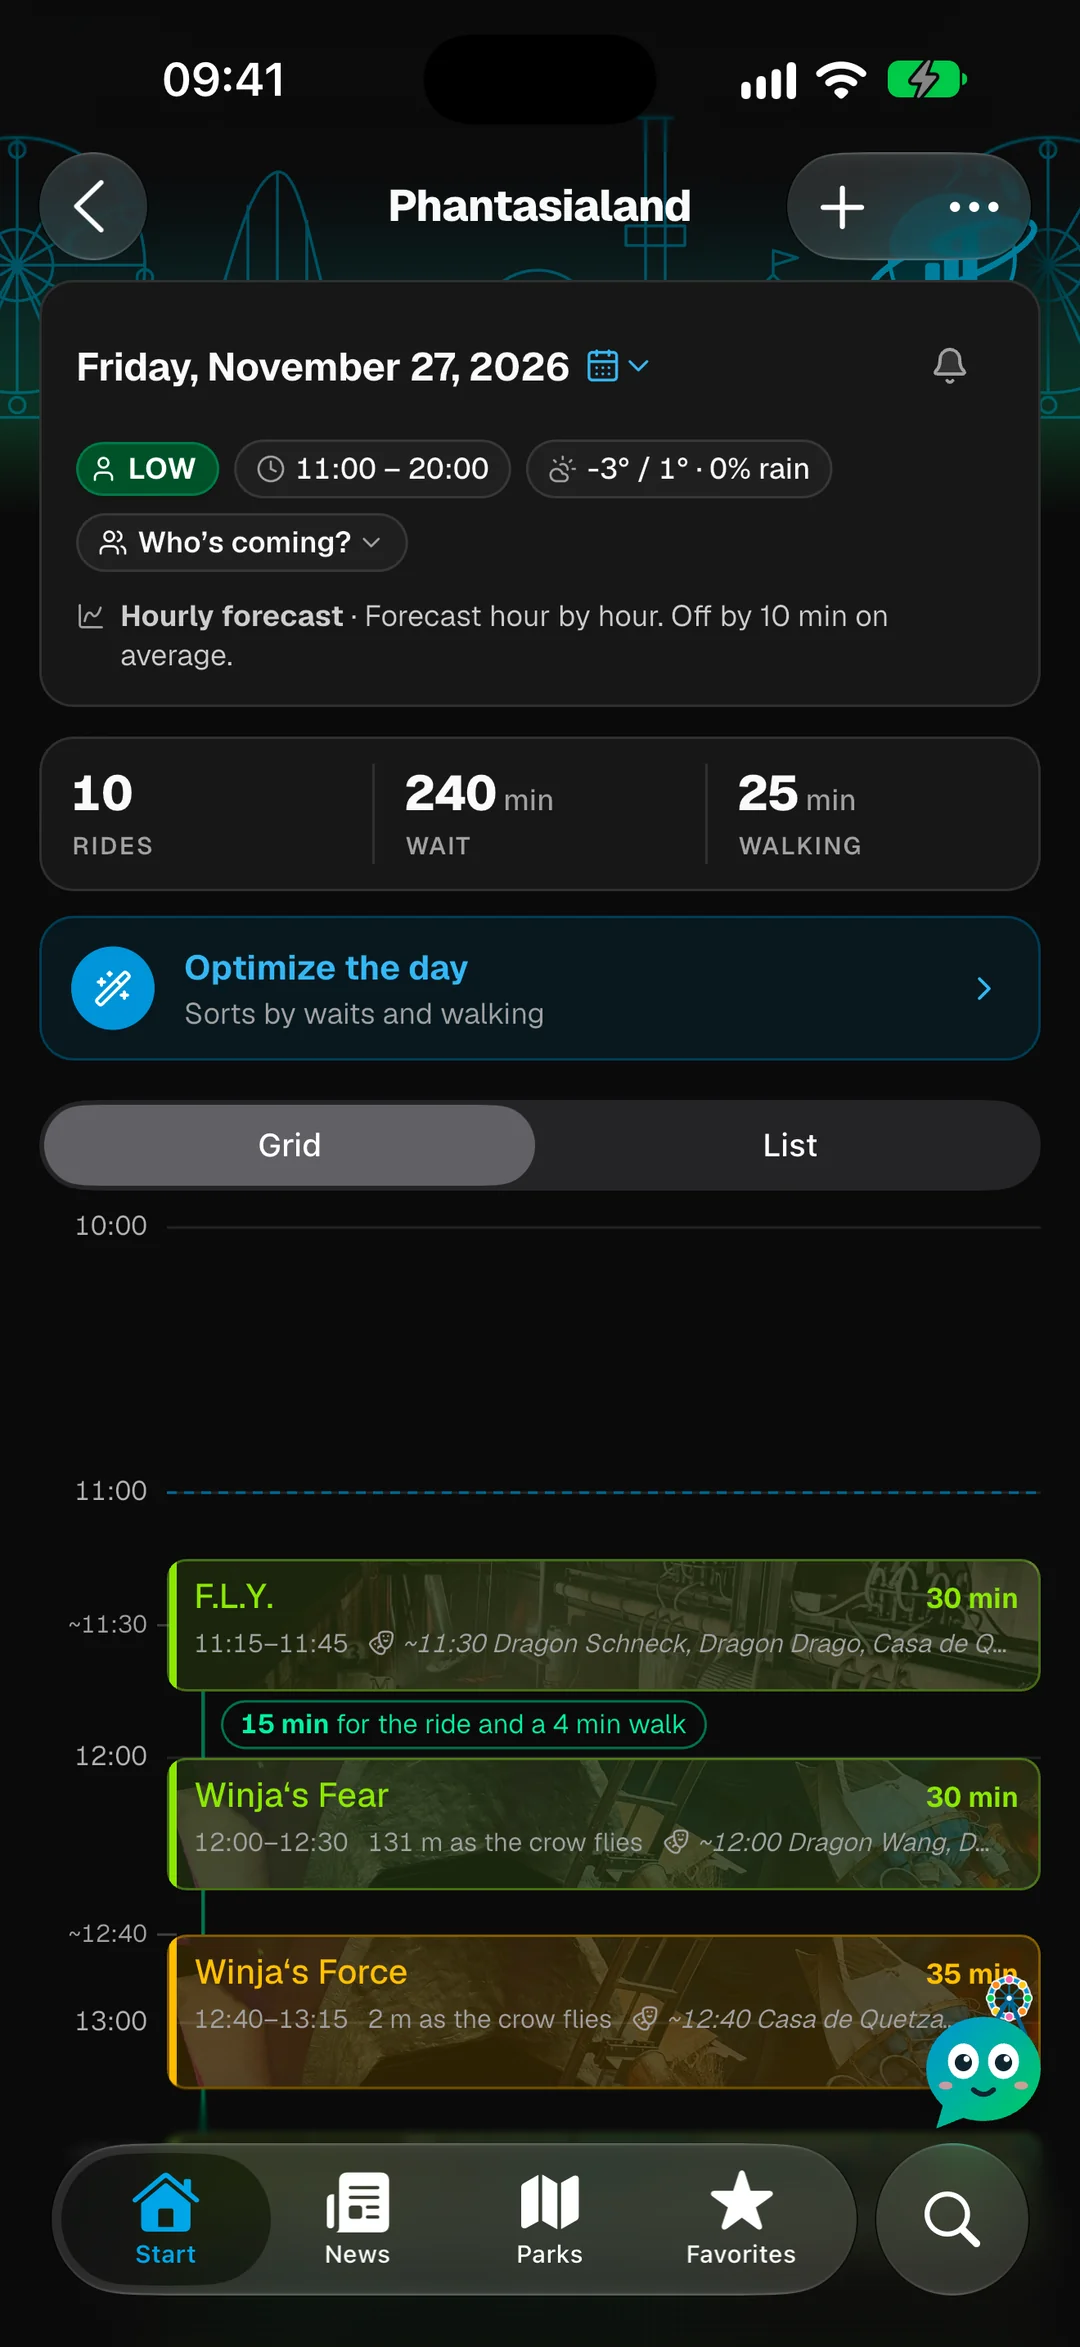 09:41
Phantasialand
Friday, November 27, 2026
LOW
11:00 – 20:00
-3° / 1° · 0% rain
Who’s coming?
Hourly forecast · Forecast hour by hour. Off by 10 min on
average.
10
RIDES
240 min
WAIT
25 min
WALKING
Optimize the day
Sorts by waits and walking
Grid
List
10:00
11:00
F.L.Y.
30 min
~11:30
11:15–11:45
~11:30 Dragon Schneck, Dragon Drago, Casa de Q...
15 min for the ride and a 4 min walk
12:00
Winja‘s Fear
30 min
12:00–12:30
131 m as the crow flies
~12:00 Dragon Wang, D...
~12:40
Winja‘s Force
35 min
13:00
12:40–13:15
2 m as the crow flies
~12:40 Casa de Quetza...
Start
News
Parks
Favorites